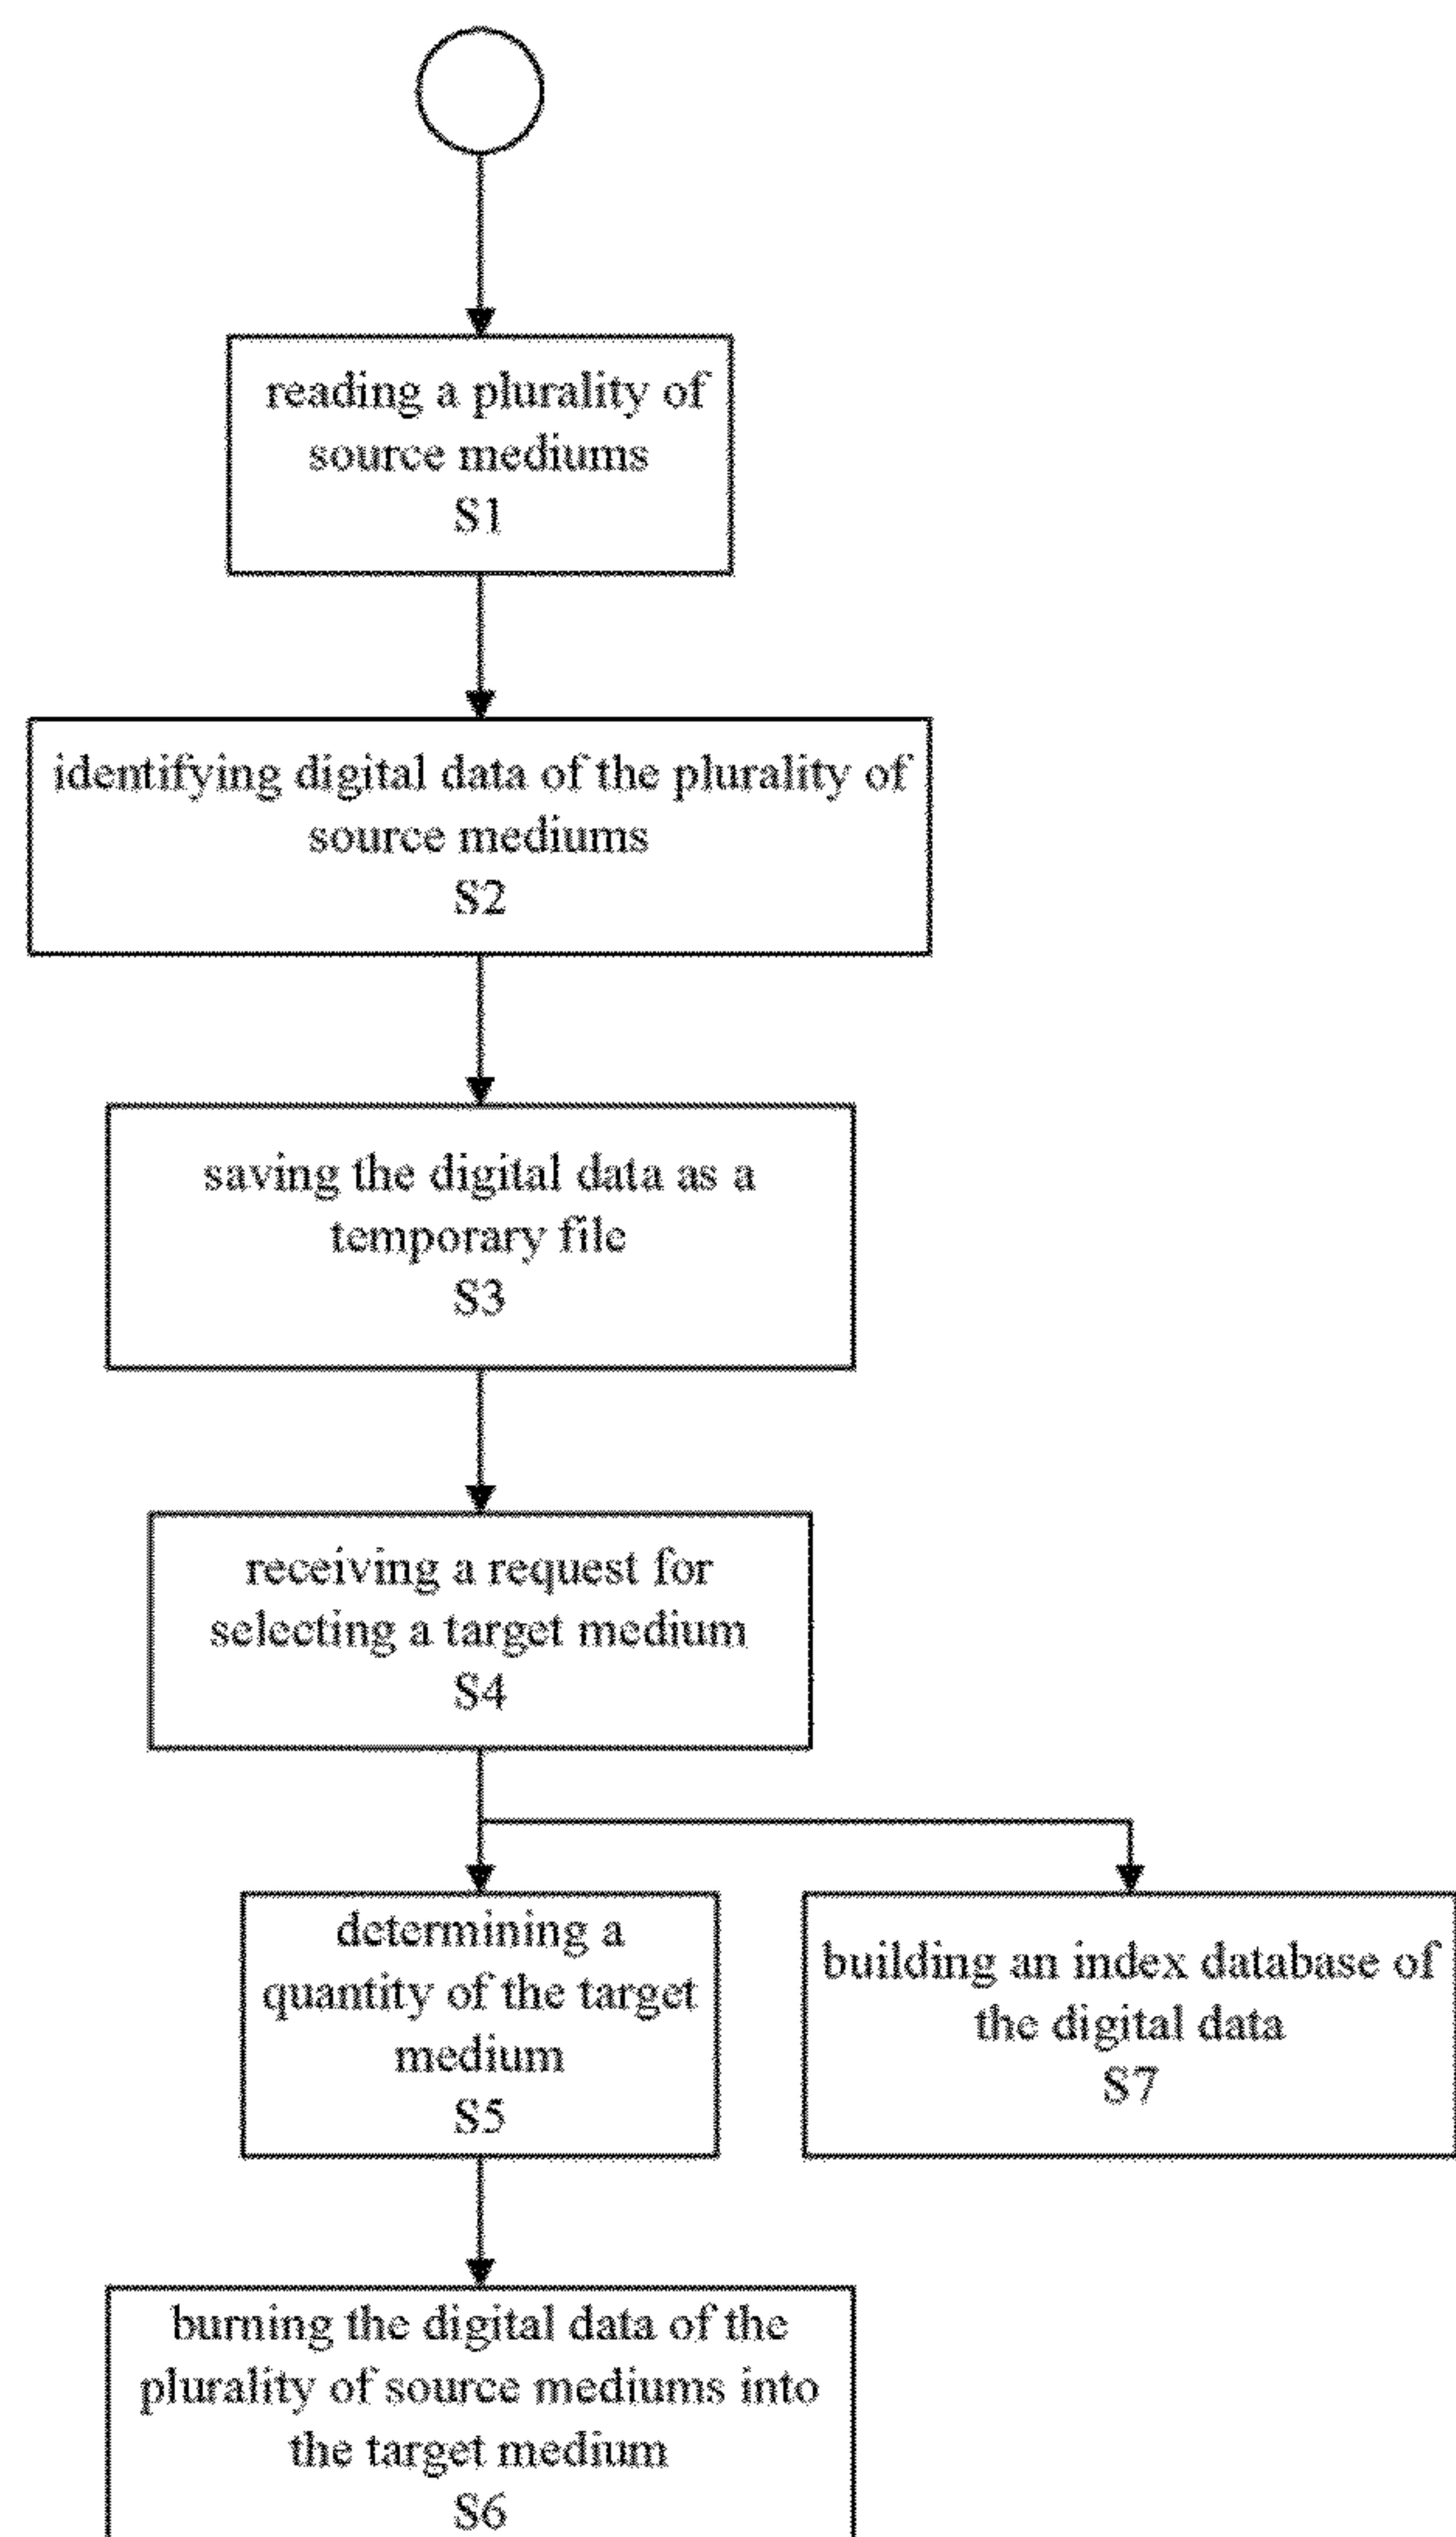 reading a plurality of
source mediums
S1
identifying digital data of the plurality of
source mediums
S2
saving the digital data as a
temporary file
S3
receiving a request for
selecting a target medium
S4
determining a
quantity of the target
medium
S5
building an index database of
the digital data
S7
burning the digital data of the
plurality of source mediums into
the target medium
S6